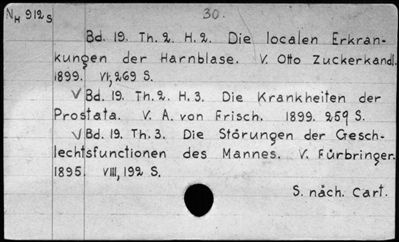 N_H 912 s 30.
Bd. 19. Th. 2. H. 2. Die localen Erkran-
kungen der Harnblase. V. Otto Zuckerkandl.
1899. VI, 269 S.
✓ Bd. 19. Th. 2. H. 3. Die Krankheiten der
Prostata. V. A. von Frisch. 1899. 259 S.
✓ Bd. 19. Th. 3. Die Störungen der Gesch-
lechtsfunctionen des Mannes. V. Fürbringer.
1895. VIII, 192 S.
S. näch. Cart.